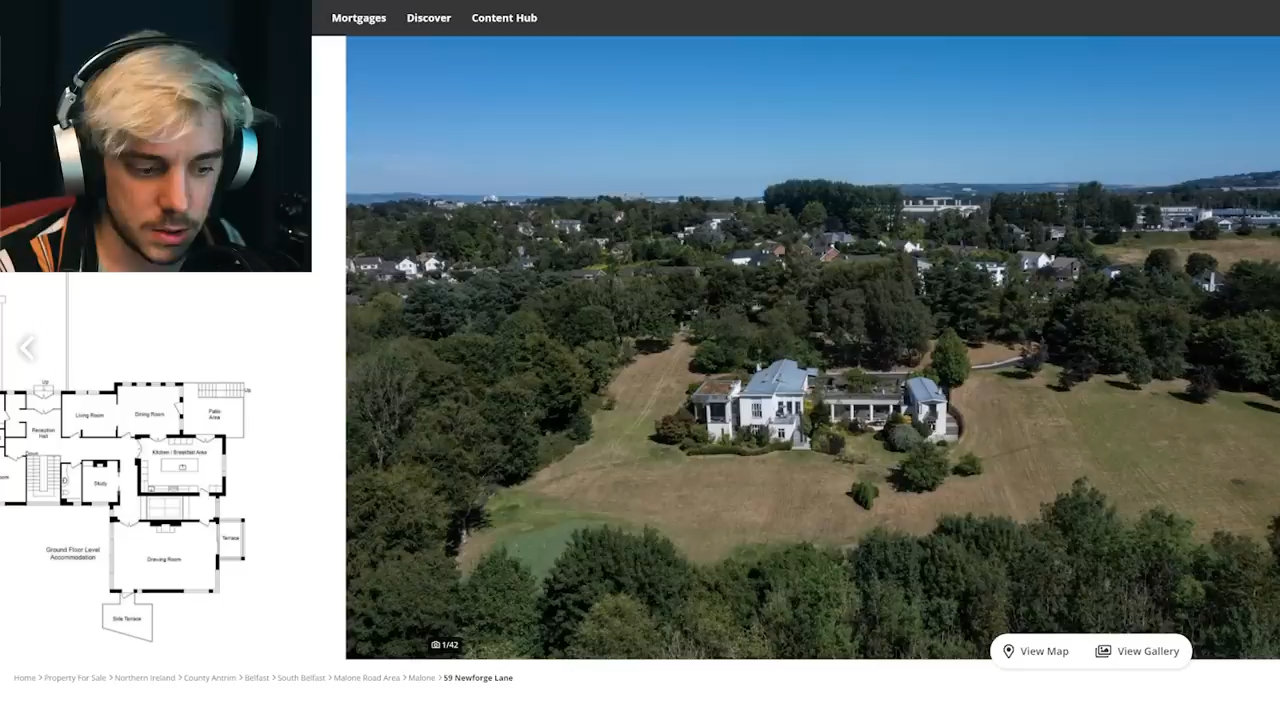 Mortgages Discover Content Hub
Up
Up
Living Room
Dining Room
Patio
Area
Reception
Hall
Kitchen / Breakfast Area
Study
Terrace
Ground Floor Level
Accommodation
Drawing Room
Side Terrace
1/42
View Map
View Gallery
Home > Property For Sale > Northern Ireland > County Antrim > Belfast > South Belfast > Malone Road Area > Malone > 59 Newforge Lane